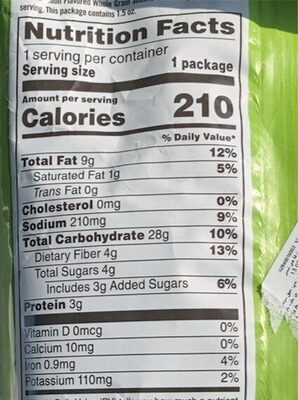 Flavored Whole Grain
serving. This package contains 1.5 oz.
Nutrition Facts
1 serving per container
Serving size 1 package
Amount per serving
Calories 210
% Daily Value*
Total Fat 9g 12%
Saturated Fat 1g 5%
Trans Fat 0g
Cholesterol 0mg 0%
Sodium 210mg 9%
Total Carbohydrate 28g 10%
Dietary Fiber 4g 13%
Total Sugars 4g
Includes 3g Added Sugars 6%
Protein 3g
Vitamin D 0mcg 0%
Calcium 10mg 0%
Iron 0.9mg 4%
Potassium 110mg 2%